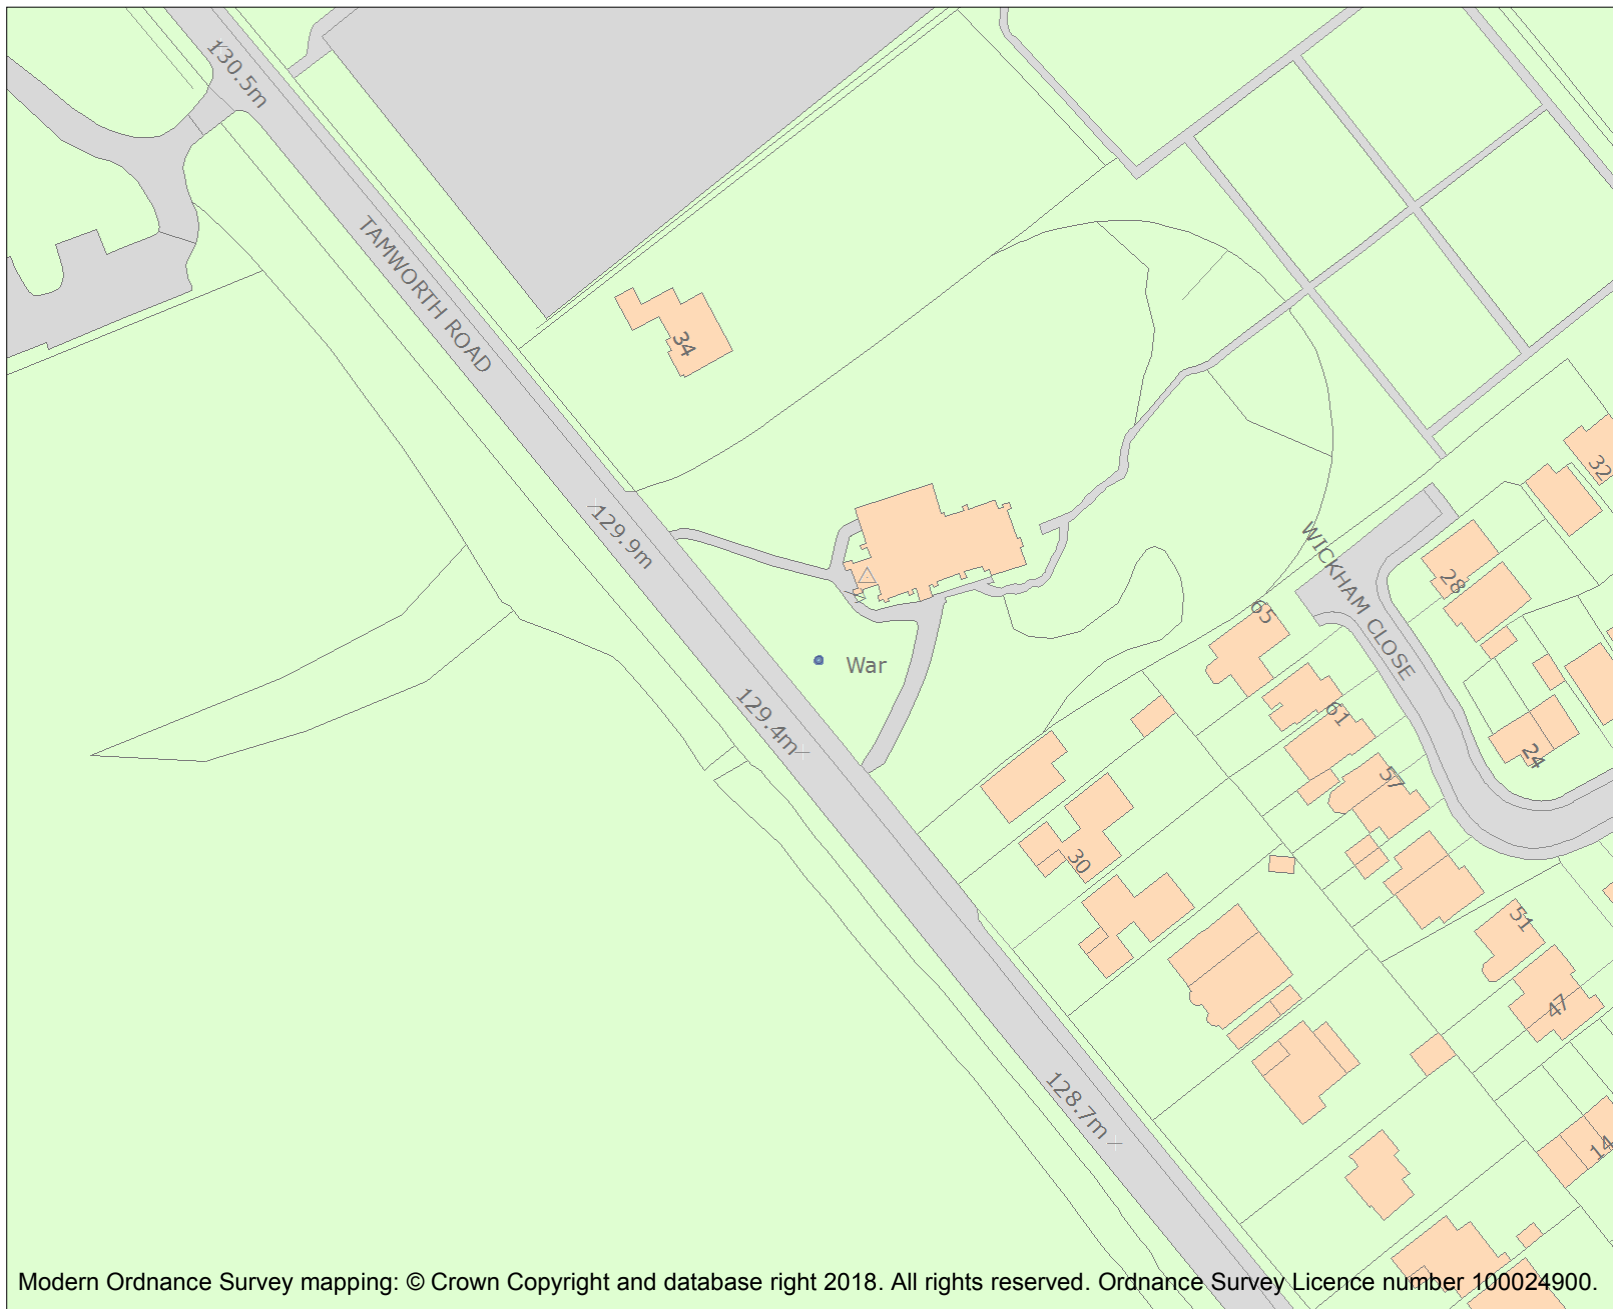 130.5m
TAMWORTH ROAD
34
129.9m
War
129.4m
WICKHAM CLOSE
32
28
65
61
24
57
30
51
47
128.7m
14
Modern Ordnance Survey mapping: © Crown Copyright and database right 2018. All rights reserved. Ordnance Survey Licence number 100024900.